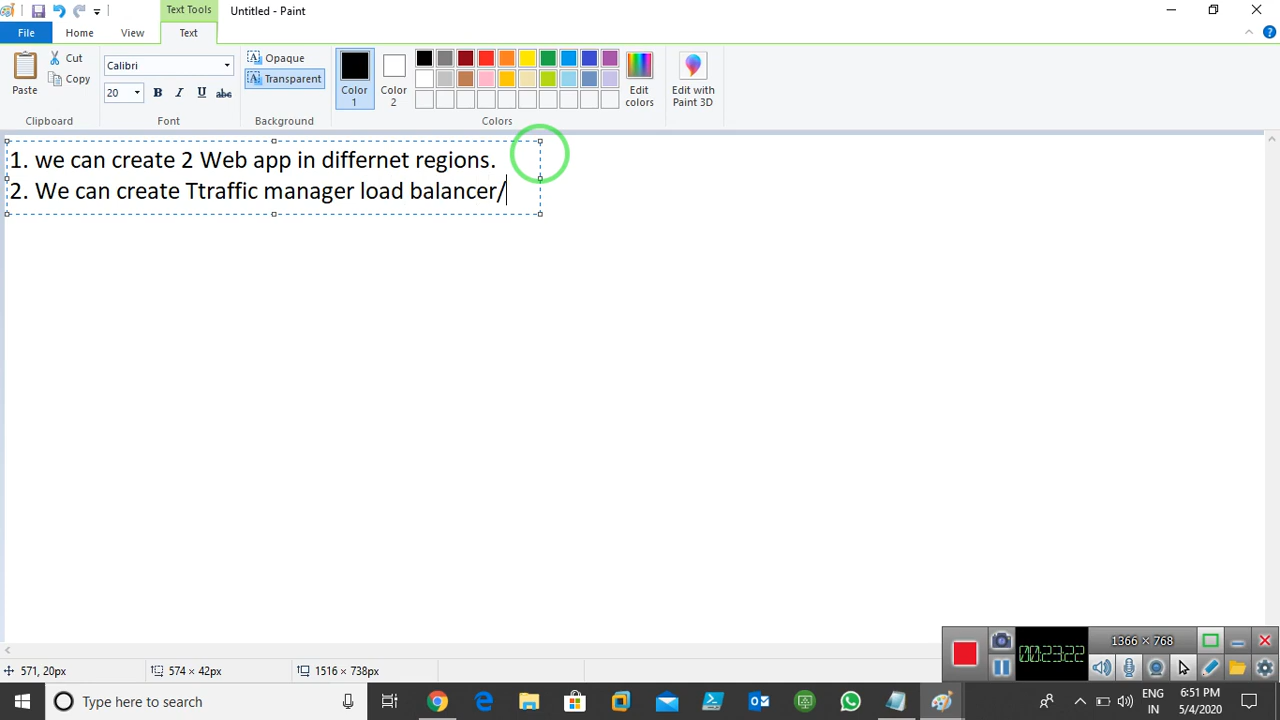 Text Tools
Untitled - Paint
File
Home
View
Text
Paste
Cut
Copy
Clipboard
Calibri
20
B I U abc
Font
Opaque
Transparent
Background
Color 1
Color 2
Edit colors
Colors
Edit with Paint 3D
1. we can create 2 Web app in differnet regions.
2. We can create Ttraffic manager load balancer/
00:23:22
1366 × 768
571, 20px
574 × 42px
1516 × 738px
Type here to search
ENG
IN
6:51 PM
5/4/2020